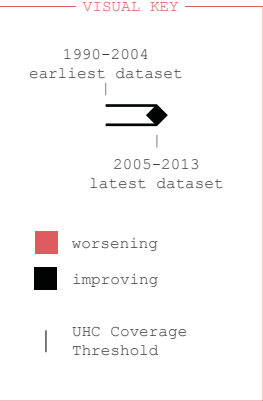 VISUAL KEY
1990-2004
earliest dataset
2005-2013
latest dataset
worsening
improving
UHC Coverage
Threshold